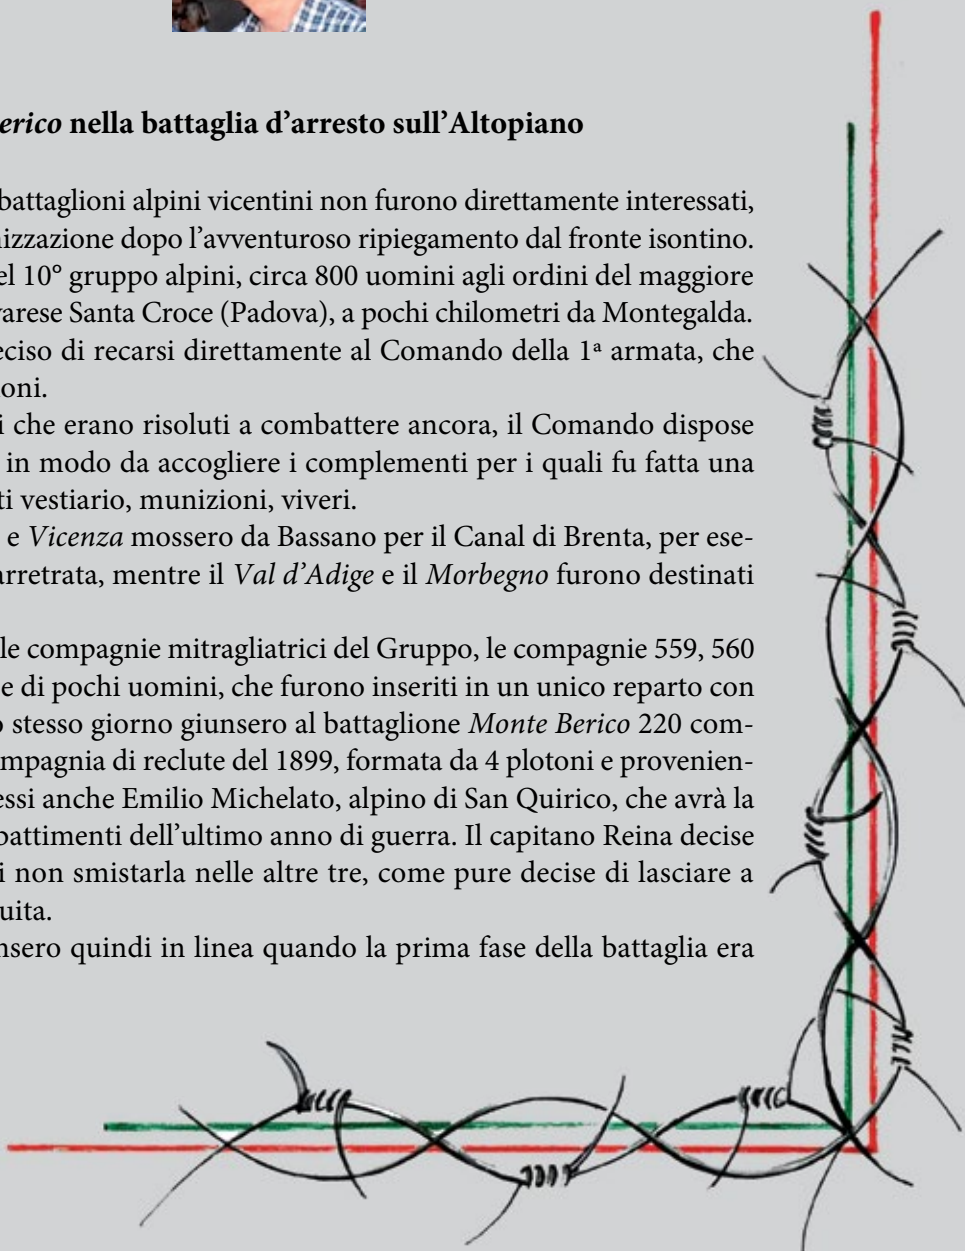 erico nella battaglia d’arresto sull’Altopiano
battaglioni alpini vicentini non furono direttamente interessati,
nizzazione dopo l’avventuroso ripiegamento dal fronte isontino.
el 10° gruppo alpini, circa 800 uomini agli ordini del maggiore
varese Santa Croce (Padova), a pochi chilometri da Montegalda.
eciso di recarsi direttamente al Comando della 1ª armata, che
oni.
i che erano risoluti a combattere ancora, il Comando dispose
in modo da accogliere i complementi per i quali fu fatta una
ti vestiario, munizioni, viveri.
e Vicenza mossero da Bassano per il Canal di Brenta, per ese-
arretrata, mentre il Val d’Adige e il Morbegno furono destinati
le compagnie mitragliatrici del Gruppo, le compagnie 559, 560
e di pochi uomini, che furono inseriti in un unico reparto con
o stesso giorno giunsero al battaglione Monte Berico 220 com-
mpagnia di reclute del 1899, formata da 4 plotoni e provenien-
essi anche Emilio Michelato, alpino di San Quirico, che avrà la
battimenti dell’ultimo anno di guerra. Il capitano Reina decise
i non smistarla nelle altre tre, come pure decise di lasciare a
uita.
nsero quindi in linea quando la prima fase della battaglia era